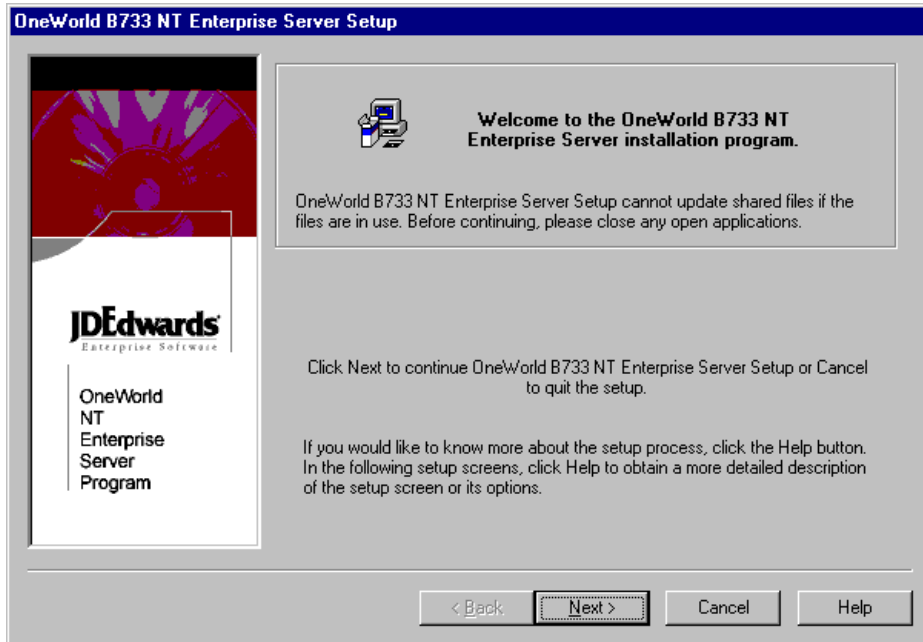 OneWorld B733 NT Enterprise Server Setup
Welcome to the OneWorld B733 NT
Enterprise Server installation program.
OneWorld B733 NT Enterprise Server Setup cannot update shared files if the
files are in use. Before continuing, please close any open applications.
JDEdwards
Enterprise Software
OneWorld
NT
Enterprise
Server
Program
Click Next to continue OneWorld B733 NT Enterprise Server Setup or Cancel
to quit the setup.
If you would like to know more about the setup process, click the Help button.
In the following setup screens, click Help to obtain a more detailed description
of the setup screen or its options.
< Back
Next >
Cancel
Help